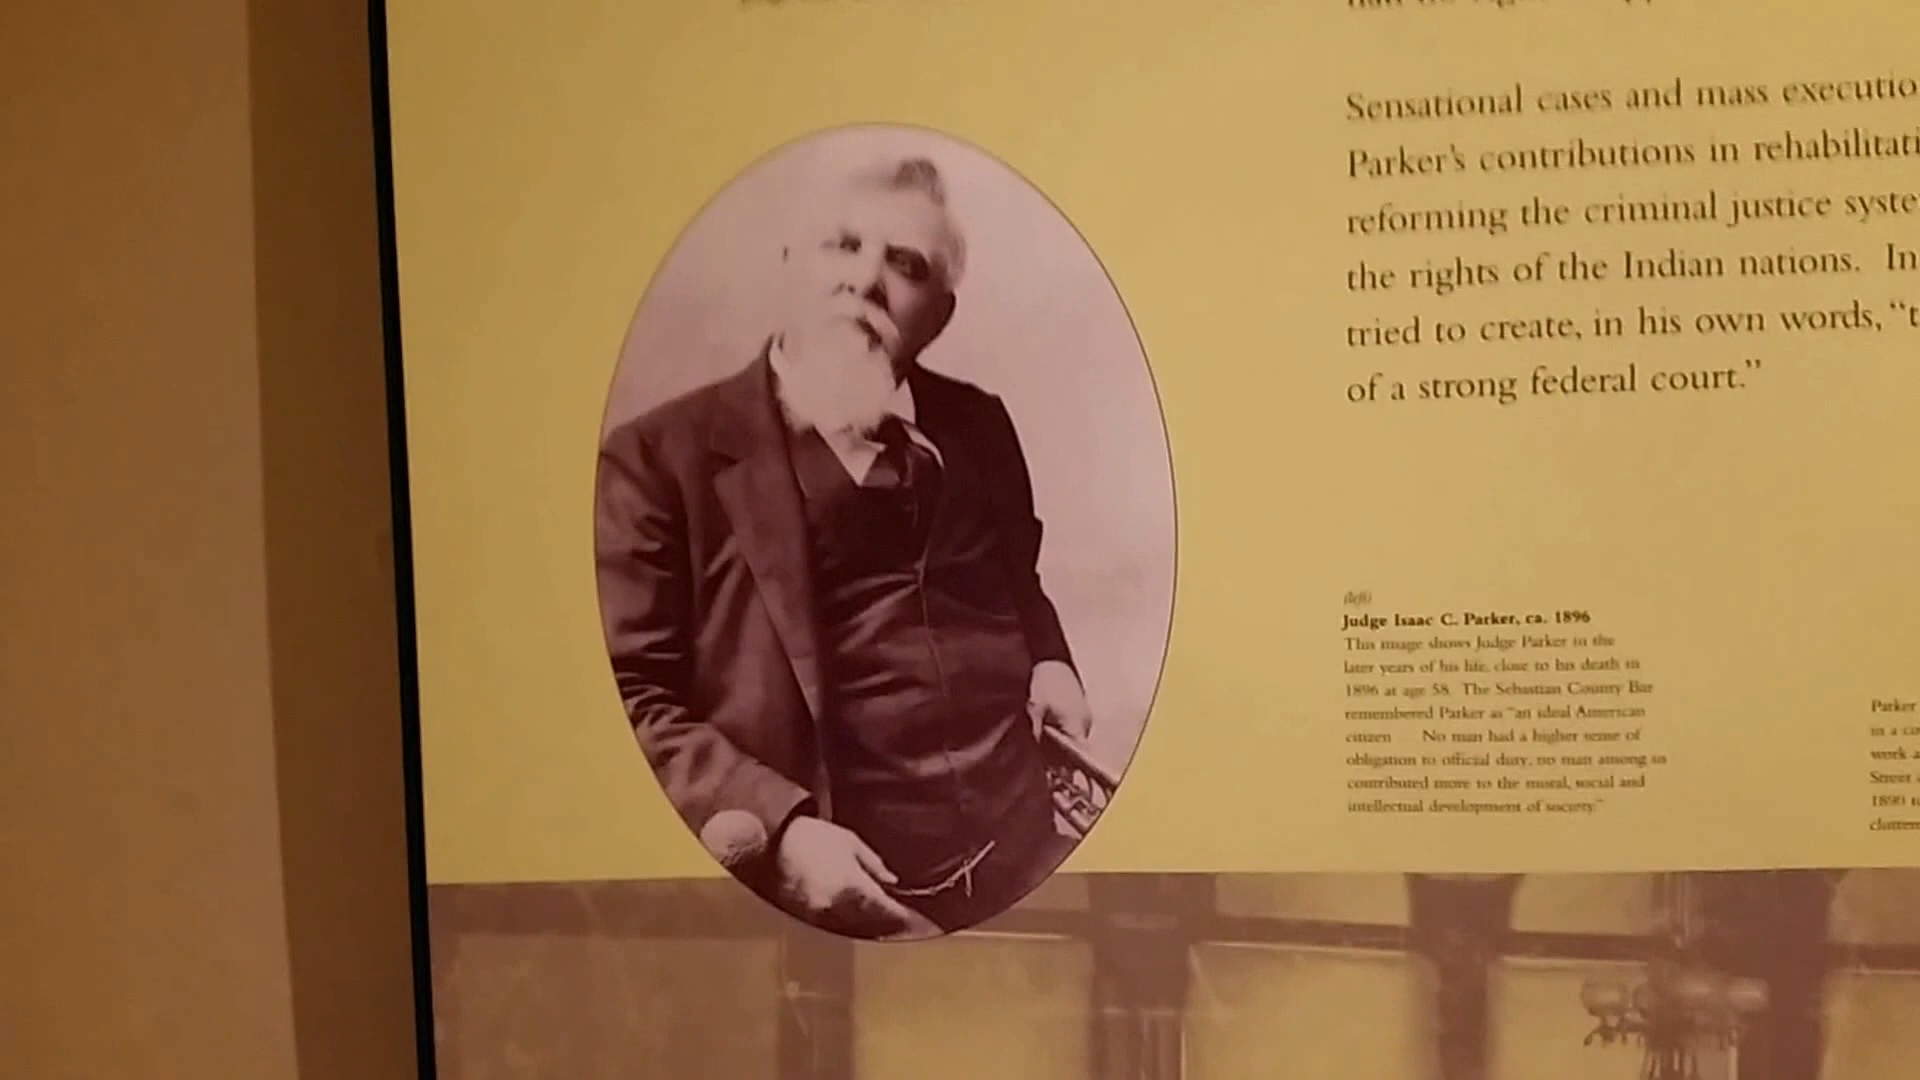 Sensational cases and mass executio
Parker's contributions in rehabilitati
reforming the criminal justice syste
the rights of the Indian nations. In
tried to create, in his own words, “t
of a strong federal court.”
(left)
Judge Isaac C. Parker, ca. 1896
This image shows Judge Parker in the
later years of his life, close to his death in
1896 at age 58. The Sebastian County Bar
remembered Parker as “an ideal American
citizen ... No man had a higher sense of
obligation to official duty, no man among us
contributed more to the moral, social and
intellectual development of society.”
Parker
in a
work
Street
1890